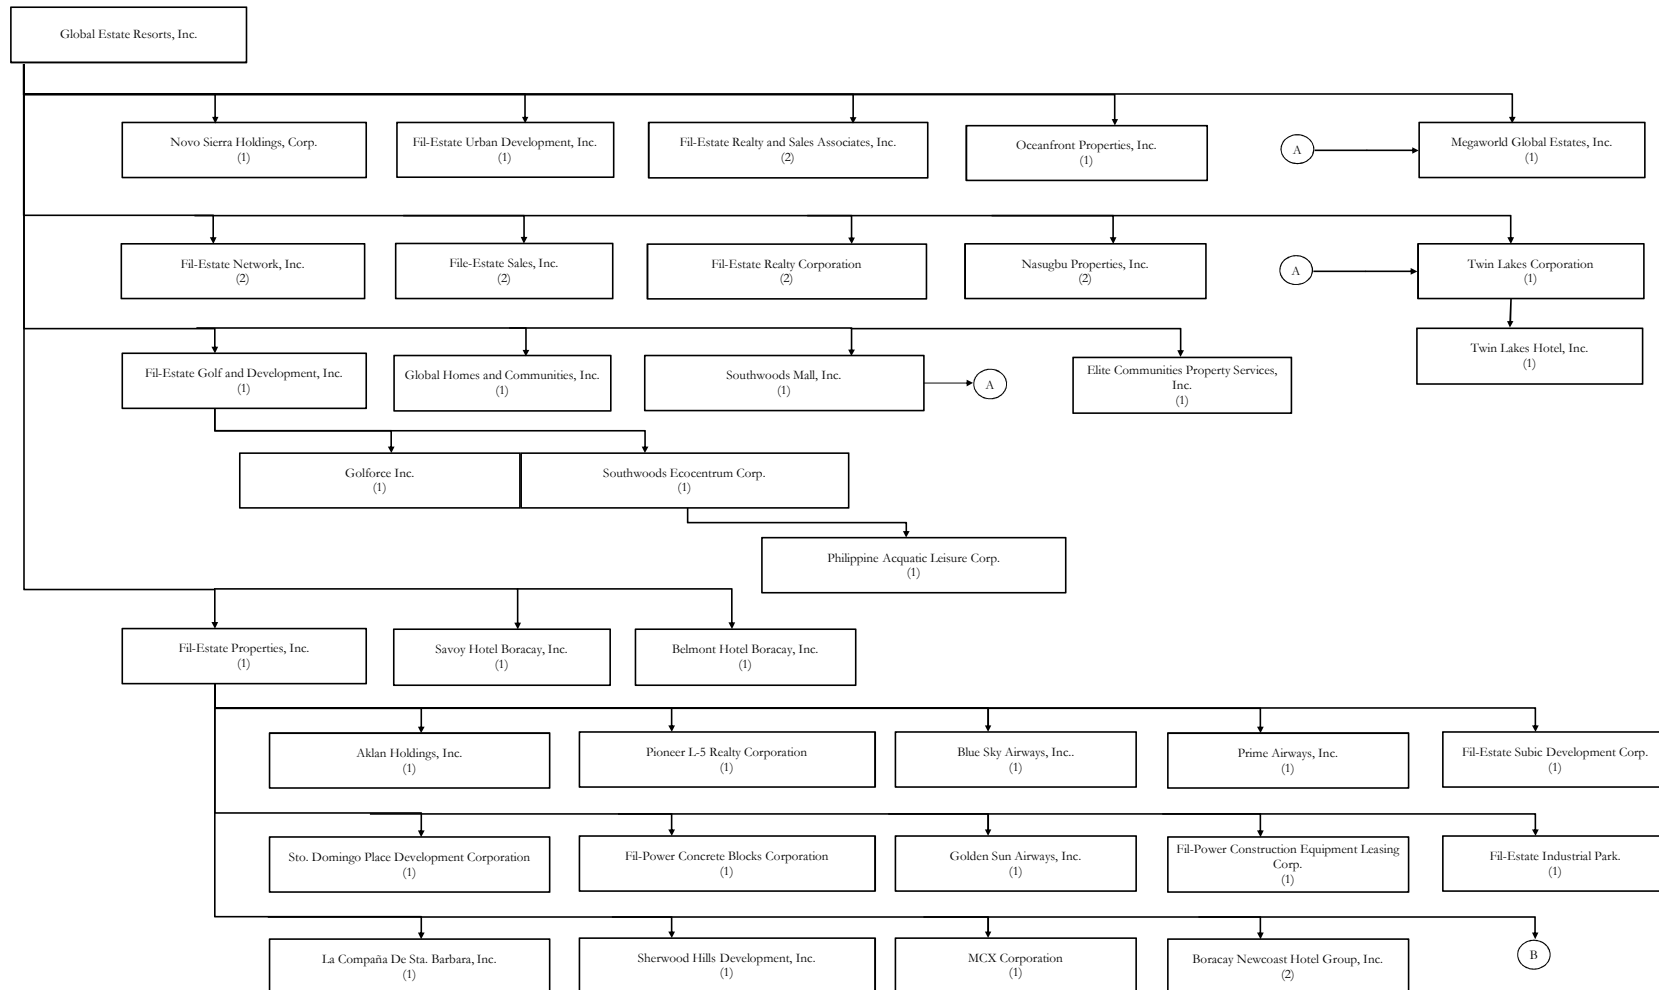 Global Estate Resorts, Inc.
Novo Sierra Holdings, Corp.
(1)
Fil-Estate Urban Development, Inc.
(1)
Fil-Estate Realty and Sales Associates, Inc.
(2)
Oceanfront Properties, Inc.
(1)
A
Megaworld Global Estates, Inc.
(1)
Fil-Estate Network, Inc.
(2)
File-Estate Sales, Inc.
(2)
Fil-Estate Realty Corporation
(2)
Nasugbu Properties, Inc.
(2)
A
Twin Lakes Corporation
(1)
Twin Lakes Hotel, Inc.
(1)
Fil-Estate Golf and Development, Inc.
(1)
Global Homes and Communities, Inc.
(1)
Southwoods Mall, Inc.
(1)
A
Elite Communities Property Services,
Inc.
(1)
Golforce Inc.
(1)
Southwoods Ecocentrum Corp.
(1)
Philippine Acquatic Leisure Corp.
(1)
Fil-Estate Properties, Inc.
(1)
Savoy Hotel Boracay, Inc.
(1)
Belmont Hotel Boracay, Inc.
(1)
Aklan Holdings, Inc.
(1)
Pioneer L-5 Realty Corporation
(1)
Blue Sky Airways, Inc..
(1)
Prime Airways, Inc.
(1)
Fil-Estate Subic Development Corp.
(1)
Sto. Domingo Place Development Corporation
(1)
Fil-Power Concrete Blocks Corporation
(1)
Golden Sun Airways, Inc.
(1)
Fil-Power Construction Equipment Leasing
Corp.
(1)
Fil-Estate Industrial Park.
(1)
La Compaña De Sta. Barbara, Inc.
(1)
Sherwood Hills Development, Inc.
(1)
MCX Corporation
(1)
Boracay Newcoast Hotel Group, Inc.
(2)
B